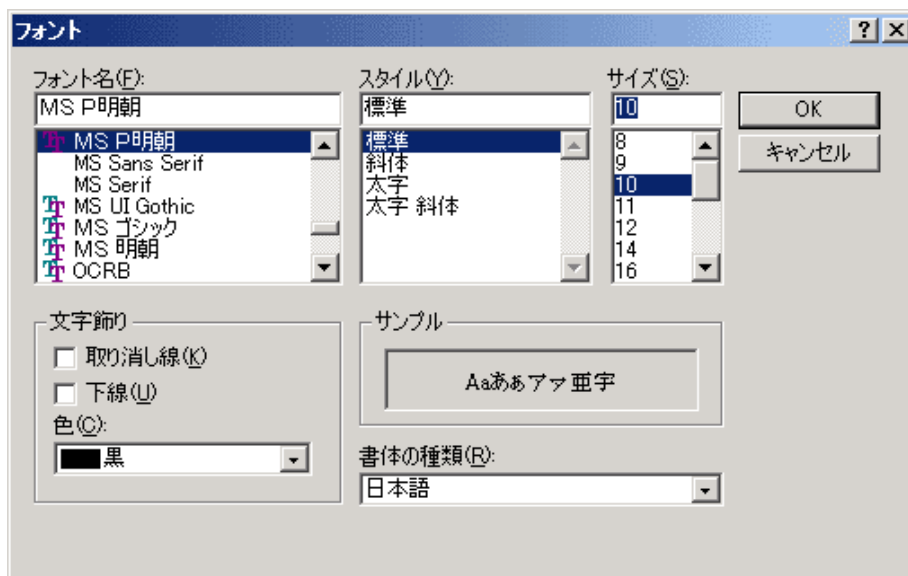 フォント
フォント名(F):
MS P明朝
MS P明朝
MS Sans Serif
MS Serif
MS UI Gothic
MS ゴシック
MS 明朝
OCRB
スタイル(Y):
標準
標準
斜体
太字
太字 斜体
サイズ(S):
10
8
9
10
11
12
14
16
OK
キャンセル
文字飾り
取り消し線(K)
下線(U)
色(C):
黒
サンプル
Aaあぁアァ亜宇
書体の種類(R):
日本語